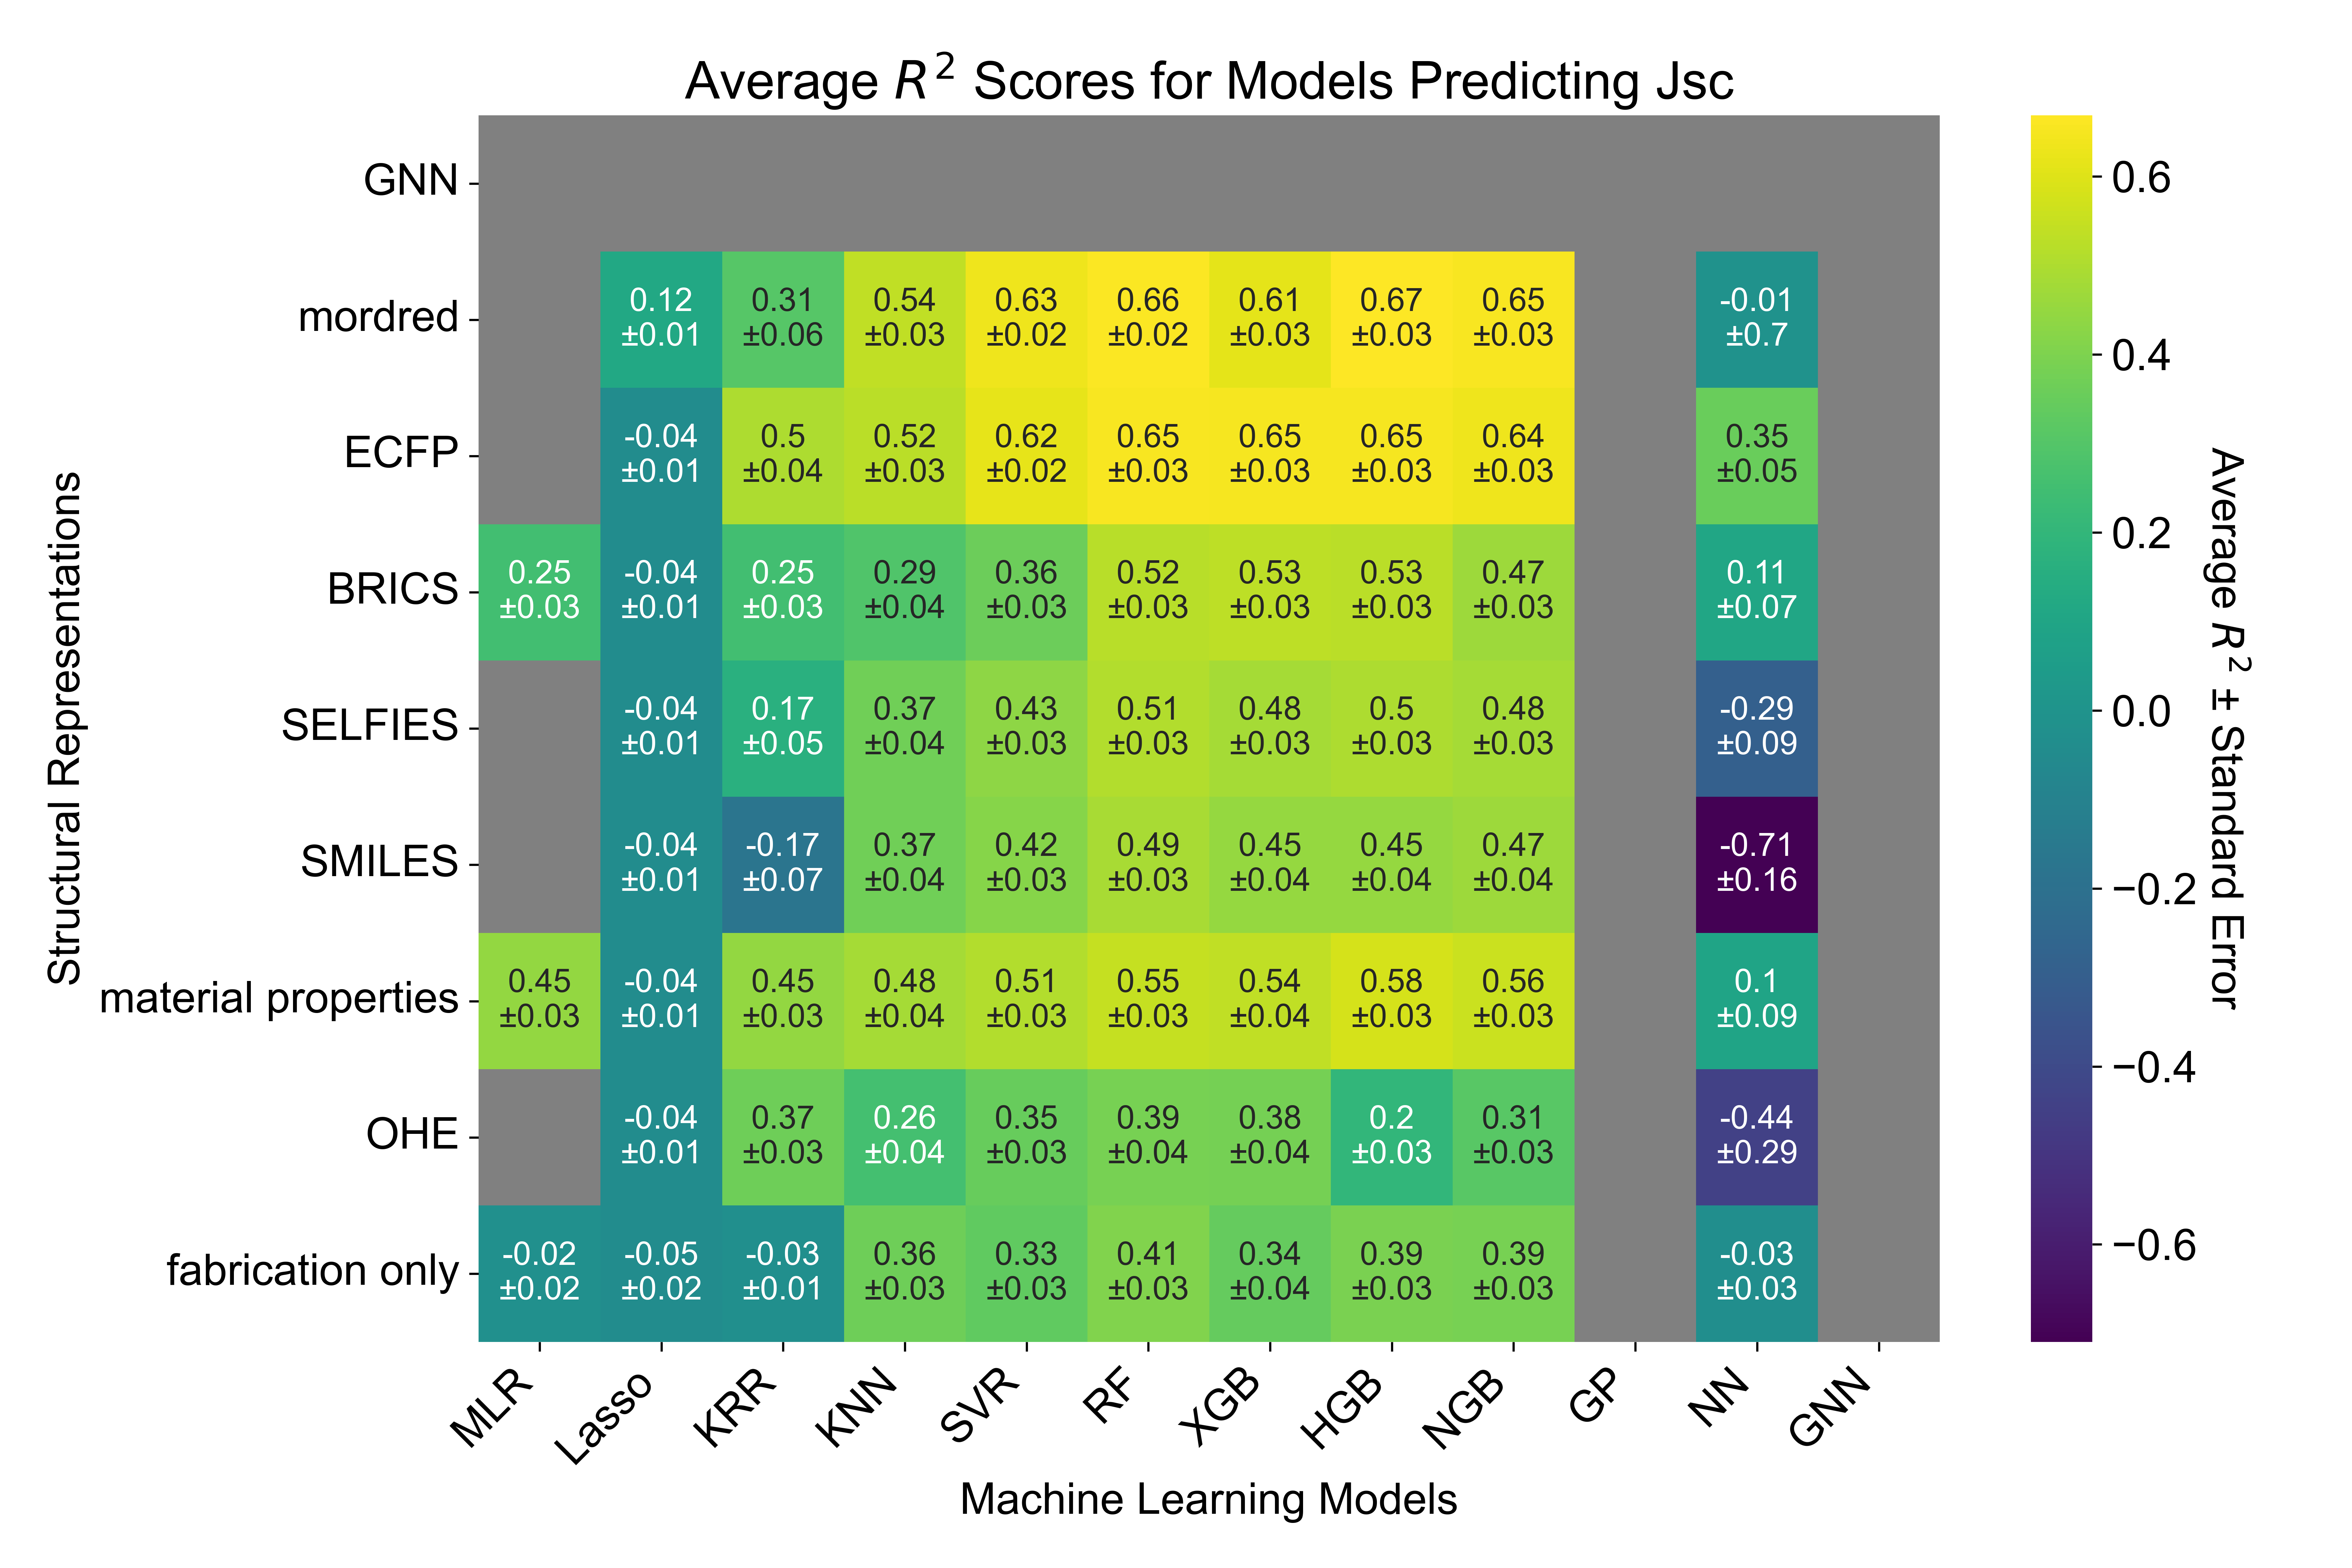 Average R² Scores for Models Predicting Jsc
GNN
mordred
0.12 0.31 0.54 0.63 0.66 0.61 0.67 0.65 -0.01
±0.01 ±0.06 ±0.03 ±0.02 ±0.02 ±0.03 ±0.03 ±0.03 ±0.7
ECFP
-0.04 0.5 0.52 0.62 0.65 0.65 0.65 0.64 0.35
±0.01 ±0.04 ±0.03 ±0.02 ±0.03 ±0.03 ±0.03 ±0.03 ±0.05
BRICS
0.25 -0.04 0.25 0.29 0.36 0.52 0.53 0.53 0.47 0.11
±0.03 ±0.01 ±0.03 ±0.04 ±0.03 ±0.03 ±0.03 ±0.03 ±0.03 ±0.07
SELFIES
-0.04 0.17 0.37 0.43 0.51 0.48 0.5 0.48 -0.29
±0.01 ±0.05 ±0.04 ±0.03 ±0.03 ±0.03 ±0.03 ±0.03 ±0.09
SMILES
-0.04 -0.17 0.37 0.42 0.49 0.45 0.45 0.47 -0.71
±0.01 ±0.07 ±0.04 ±0.03 ±0.03 ±0.04 ±0.04 ±0.04 ±0.16
material properties
0.45 -0.04 0.45 0.48 0.51 0.55 0.54 0.58 0.56 0.1
±0.03 ±0.01 ±0.03 ±0.04 ±0.03 ±0.03 ±0.04 ±0.03 ±0.03 ±0.09
OHE
-0.04 0.37 0.26 0.35 0.39 0.38 0.2 0.31 -0.44
±0.01 ±0.03 ±0.04 ±0.03 ±0.04 ±0.04 ±0.03 ±0.03 ±0.29
fabrication only
-0.02 -0.05 -0.03 0.36 0.33 0.41 0.34 0.39 0.39 -0.03
±0.02 ±0.02 ±0.01 ±0.03 ±0.03 ±0.03 ±0.04 ±0.03 ±0.03 ±0.03
MLR Lasso KRR KNN SVR RF XGB HGB NGB GP NN GNN
Machine Learning Models
Structural Representations
0.6
0.4
0.2
0.0
−0.2
−0.4
−0.6
Average R² ± Standard Error